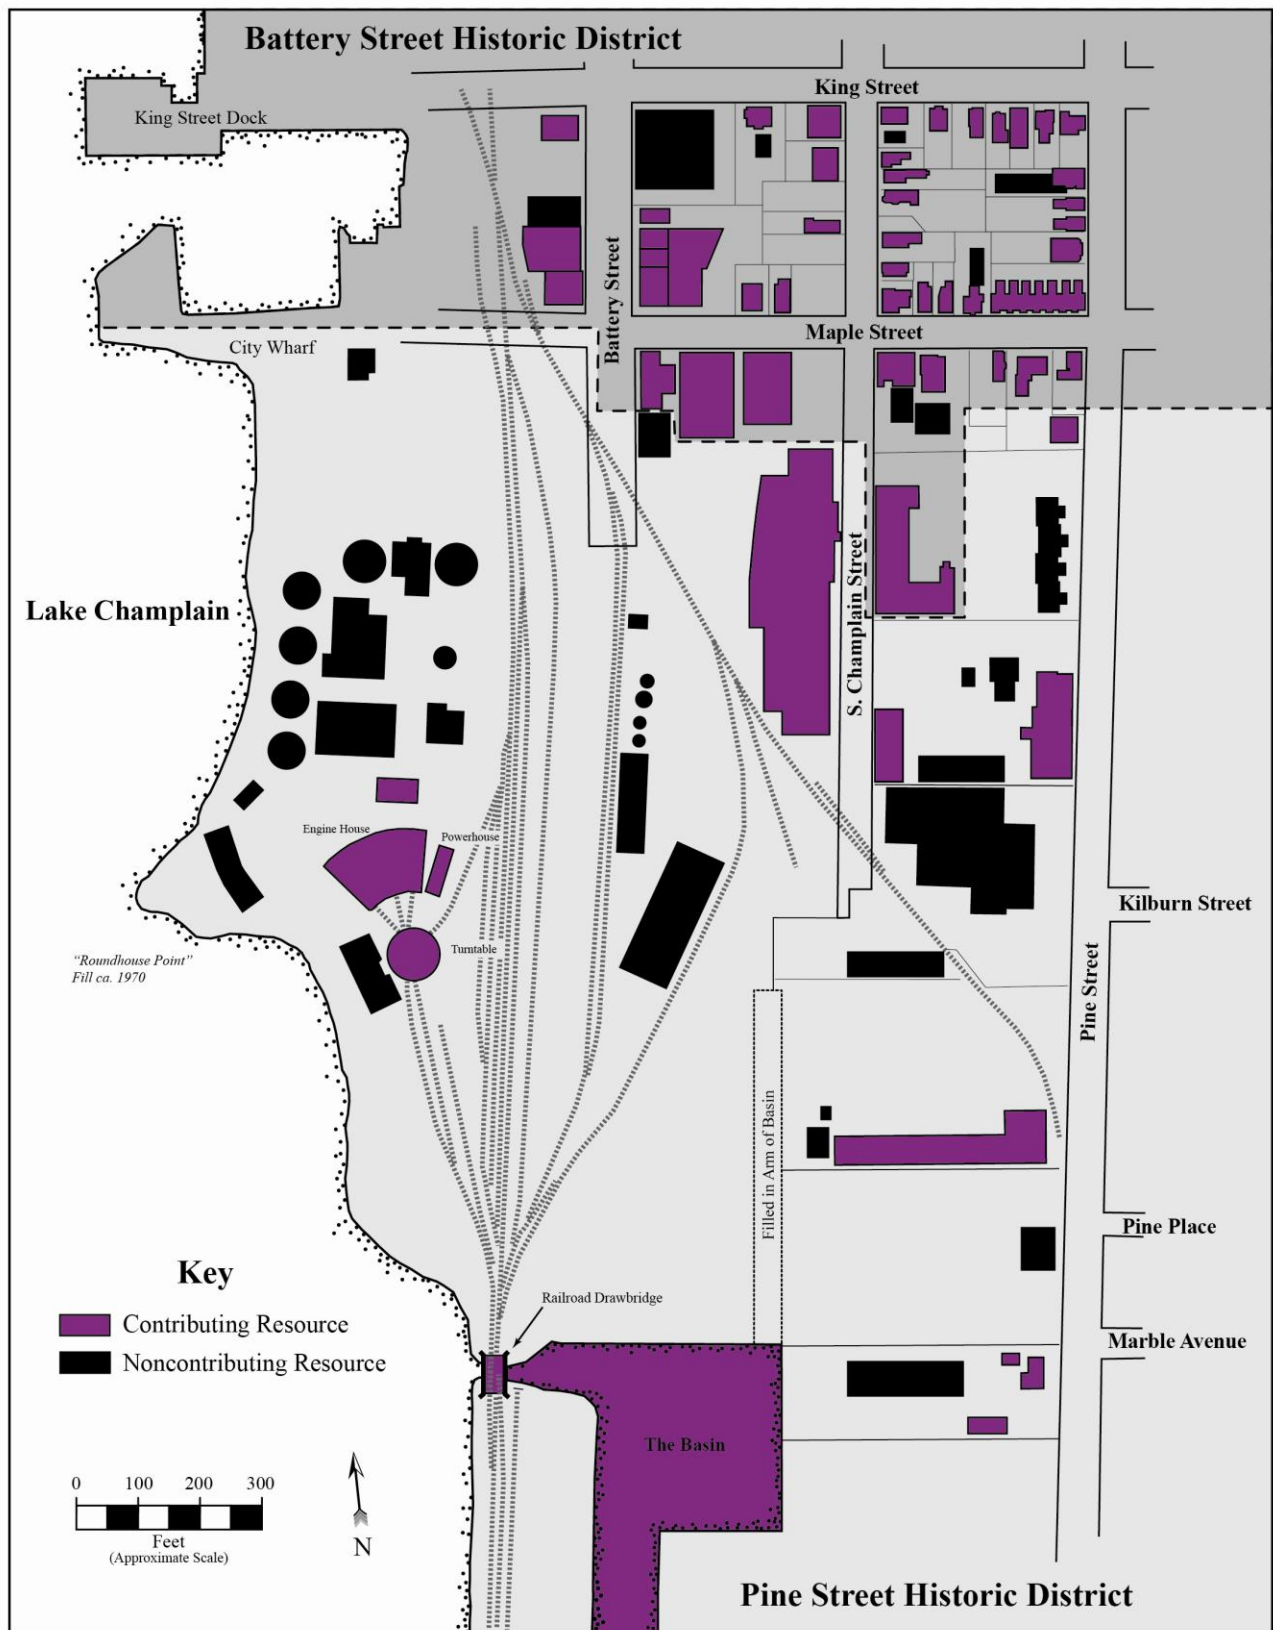 Battery Street Historic District
King Street
King Street Dock
Battery Street
Maple Street
City Wharf
Lake Champlain
S. Champlain Street
Engine House
Powerhouse
Kilburn Street
Turntable
“Roundhouse Point”
Fill ca. 1970
Pine Street
Filled in Arm of Basin
Pine Place
Key
Railroad Drawbridge
Contributing Resource
Marble Avenue
Noncontributing Resource
The Basin
0 100 200 300
Feet
(Approximate Scale)
N
Pine Street Historic District